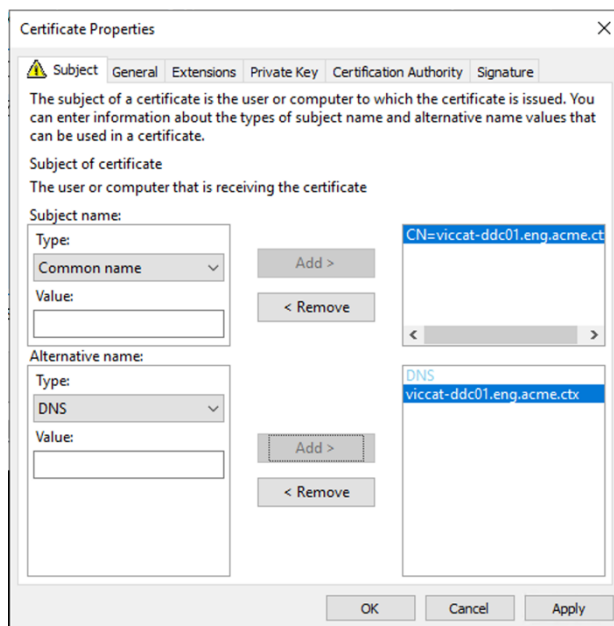 Certificate Properties
Subject
General
Extensions
Private Key
Certification Authority
Signature
The subject of a certificate is the user or computer to which the certificate is issued. You
can enter information about the types of subject name and alternative name values that
can be used in a certificate.
Subject of certificate
The user or computer that is receiving the certificate
Subject name:
Type:
Common name
Value:
Add >
< Remove
CN=viccat-ddc01.eng.acme.ct
Alternative name:
Type:
DNS
Value:
Add >
< Remove
DNS
viccat-ddc01.eng.acme.ctx
OK
Cancel
Apply